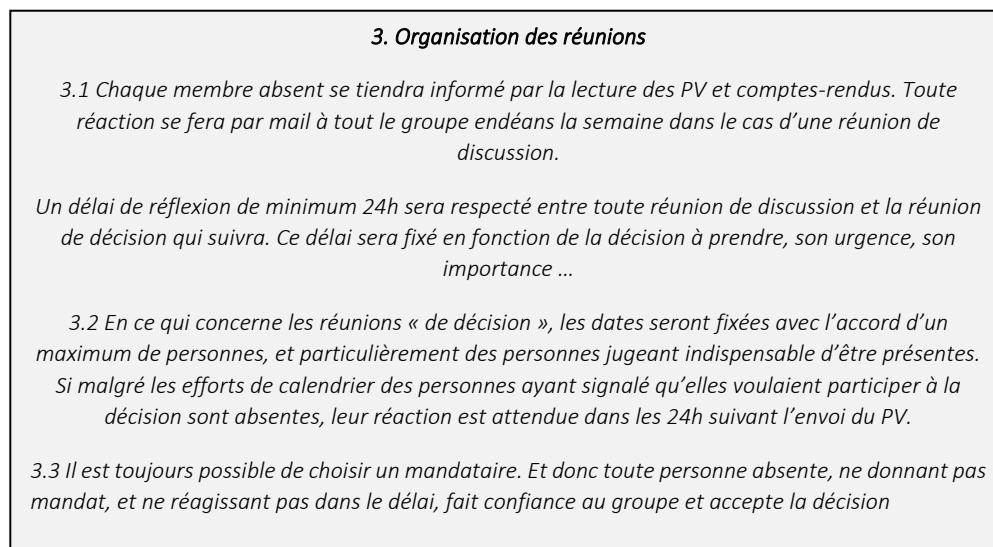 3. Organisation des réunions
3.1 Chaque membre absent se tiendra informé par la lecture des PV et comptes-rendus. Toute
réaction se fera par mail à tout le groupe endéans la semaine dans le cas d’une réunion de
discussion.
Un délai de réflexion de minimum 24h sera respecté entre toute réunion de discussion et la réunion
de décision qui suivra. Ce délai sera fixé en fonction de la décision à prendre, son urgence, son
importance …
3.2 En ce qui concerne les réunions « de décision », les dates seront fixées avec l’accord d’un
maximum de personnes, et particulièrement des personnes jugeant indispensable d’être présentes.
Si malgré les efforts de calendrier des personnes ayant signalé qu’elles voulaient participer à la
décision sont absentes, leur réaction est attendue dans les 24h suivant l’envoi du PV.
3.3 Il est toujours possible de choisir un mandataire. Et donc toute personne absente, ne donnant pas
mandat, et ne réagissant pas dans le délai, fait confiance au groupe et accepte la décision